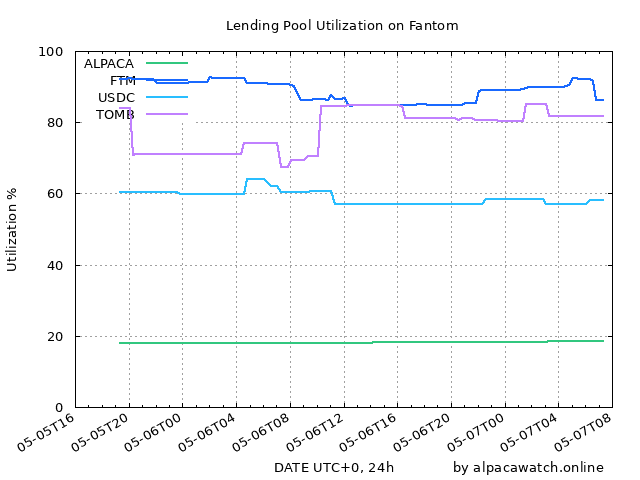 Lending Pool Utilization on Fantom
ALPACA
FTM
USDC
TOMB
Utilization %
100
80
60
40
20
0
05-05T16
05-05T20
05-06T00
05-06T04
05-06T08
05-06T12
05-06T16
05-06T20
05-07T00
05-07T04
05-07T08
DATE UTC+0, 24h
by alpacawatch.online